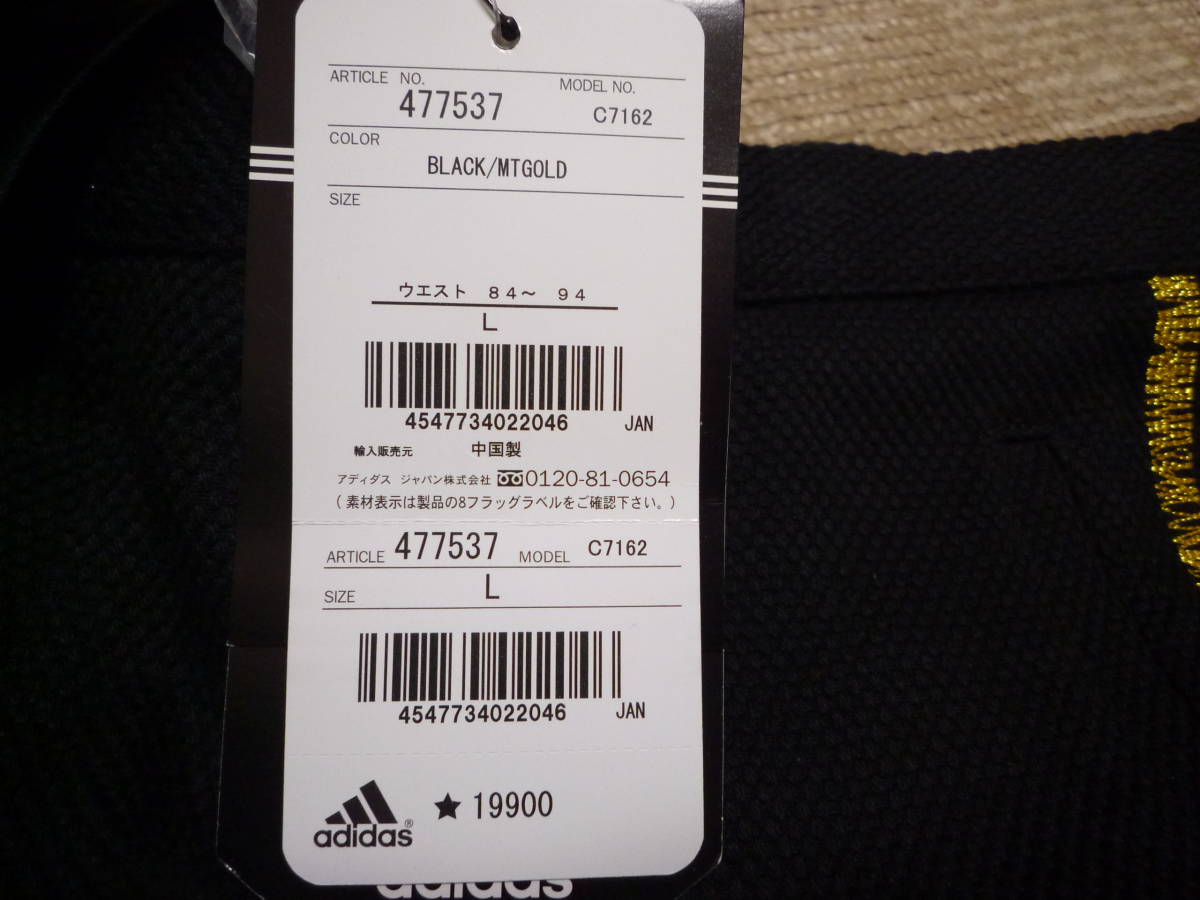 ARTICLE NO. MODEL NO.
477537 C7162
COLOR
BLACK/MTGOLD
SIZE
ウエスト 84～ 94
L
4547734022046 JAN
輸入販売元 中国製
アディダス ジャパン株式会社 0120-81-0654
(素材表示は製品の8フラッグラベルをご確認下さい。)
ARTICLE 477537 MODEL C7162
SIZE L
4547734022046 JAN
adidas® ★ 19900
adidas